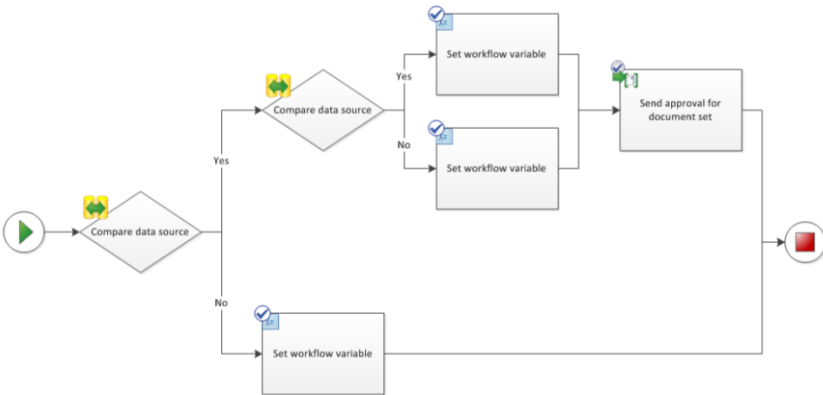 Set workflow variable
Yes
Compare data source
Send approval for
document set
No
Set workflow variable
Yes
Compare data source
No
Set workflow variable